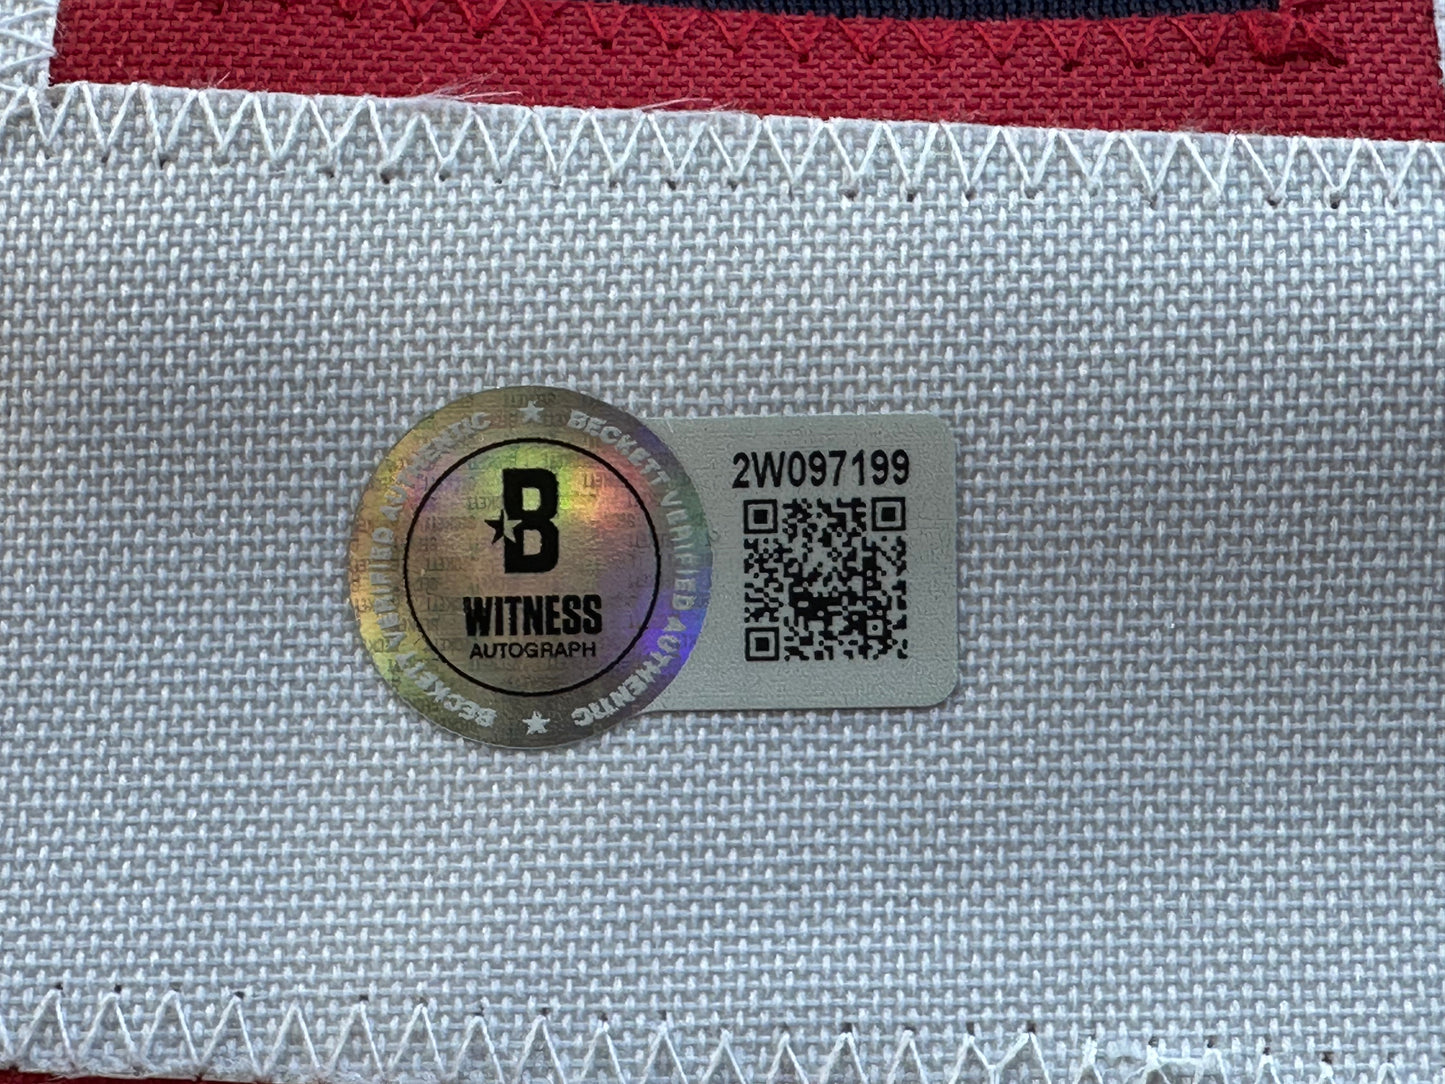 BECKETT VERIFIED AUTHENTIC ★ BECKETT VERIFIED AUTHENTIC ★
B
WITNESS
AUTOGRAPH
2W097199